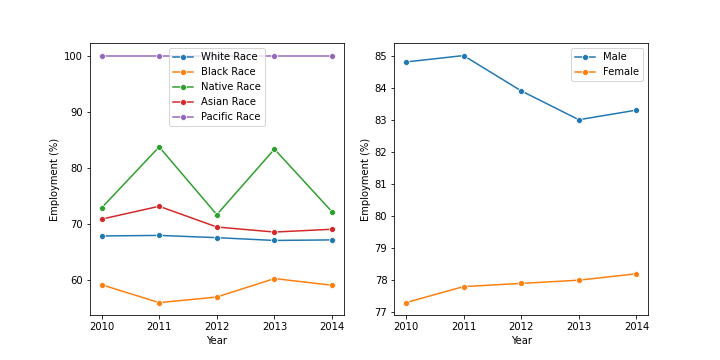 100
90
80
70
60
Employment (%)
White Race
Black Race
Native Race
Asian Race
Pacific Race
2010 2011 2012 2013 2014
Year
85
84
83
82
81
80
79
78
77
Employment (%)
Male
Female
2010 2011 2012 2013 2014
Year